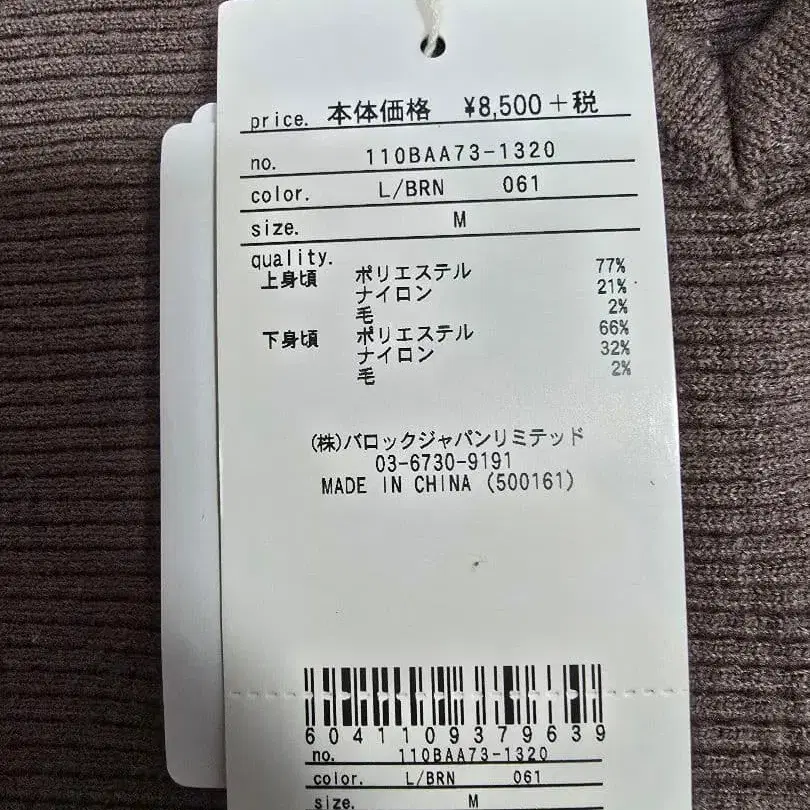 price. 本体価格 ¥8,500+税
no. 110BAA73-1320
color. L/BRN 061
size. M
quality.
上身頃 ポリエステル 77%
ナイロン 21%
毛 2%
下身頃 ポリエステル 66%
ナイロン 32%
毛 2%
(株)バロックジャパンリミテッド
03-6730-9191
MADE IN CHINA (500161)
6041109379639
no. 110BAA73-1320
color. L/BRN 061
size. M